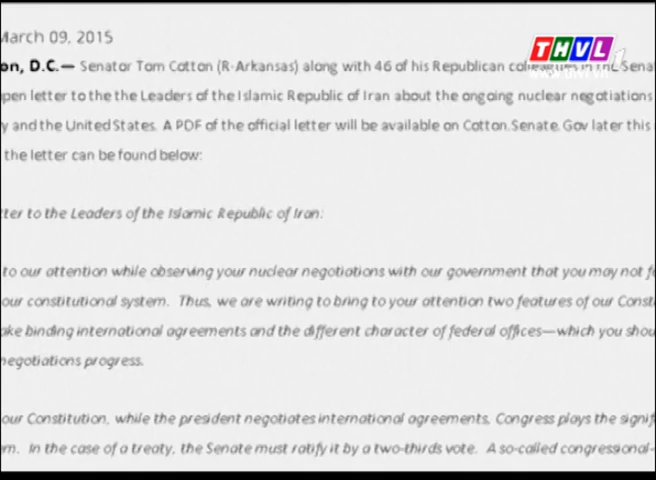 March 09, 2015
THVL1
www.thvl.vn
on, D.C.— Senator Tom Cotton (R-Arkansas) along with 46 of his Republican colleagues in the Sena
pen letter to the the Leaders of the Islamic Republic of Iran about the ongoing nuclear negotiations
y and the United States. A PDF of the official letter will be available on Cotton.Senate.Gov later this
the letter can be found below:
tter to the Leaders of the Islamic Republic of Iran:
to our attention while observing your nuclear negotiations with our government that you may not f
our constitutional system. Thus, we are writing to bring to your attention two features of our Const
ake binding international agreements and the different character of federal offices—which you shou
negotiations progress.
our Constitution, while the president negotiates international agreements, Congress plays the signif
m. In the case of a treaty, the Senate must ratify it by a two-thirds vote. A so-called congressional-